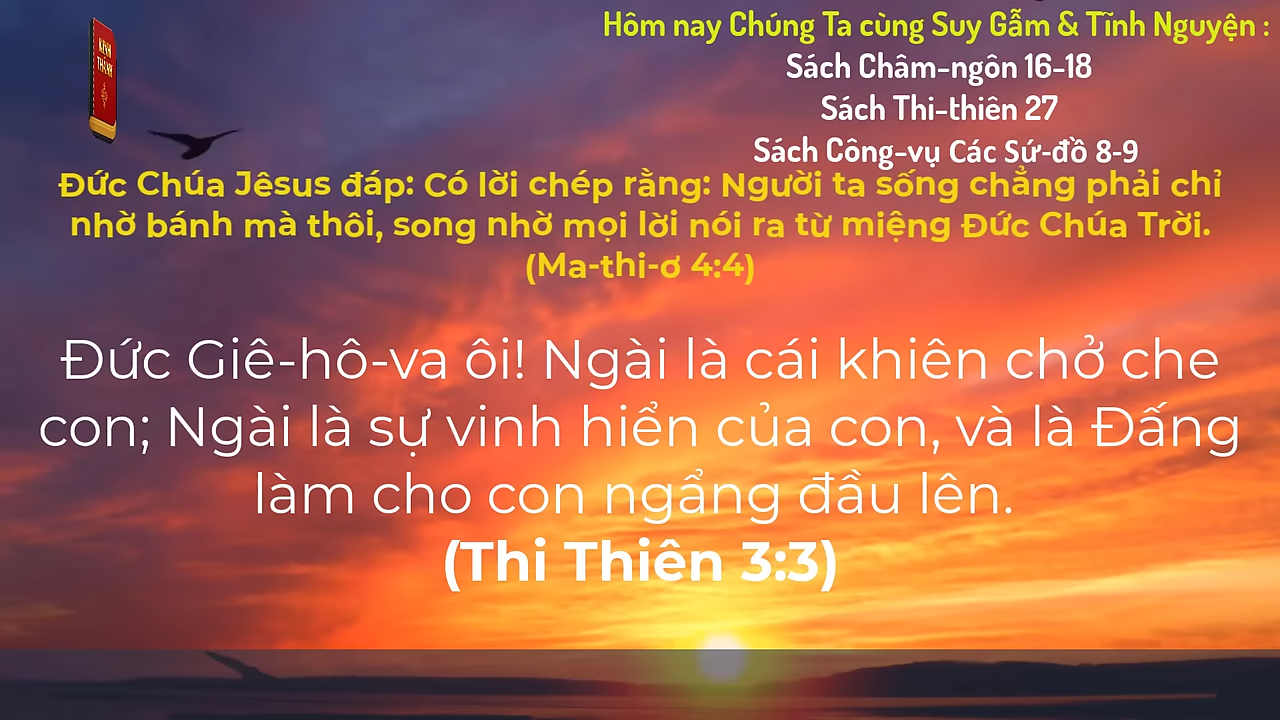 KINH
THÁNH
Hôm nay Chúng Ta cùng Suy Gẫm & Tĩnh Nguyện :
Sách Châm-ngôn 16-18
Sách Thi-thiên 27
Sách Công-vụ Các Sứ-đồ 8-9
Đức Chúa Jêsus đáp: Có lời chép rằng: Người ta sống chẳng phải chỉ
nhờ bánh mà thôi, song nhờ mọi lời nói ra từ miệng Đức Chúa Trời.
(Ma-thi-ơ 4:4)
Đức Giê-hô-va ôi! Ngài là cái khiên chở che
con; Ngài là sự vinh hiển của con, và là Đấng
làm cho con ngẩng đầu lên.
(Thi Thiên 3:3)